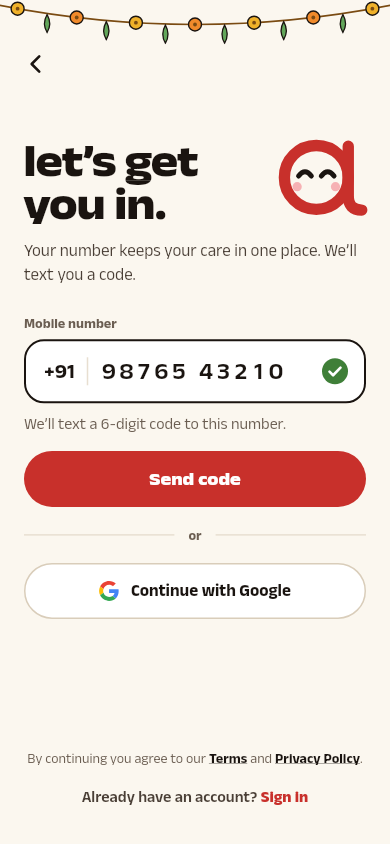 let’s get
you in.
Your number keeps your care in one place. We’ll
text you a code.
Mobile number
+91 98765 43210
We’ll text a 6-digit code to this number.
Send code
or
Continue with Google
By continuing you agree to our Terms and Privacy Policy.
Already have an account? Sign in